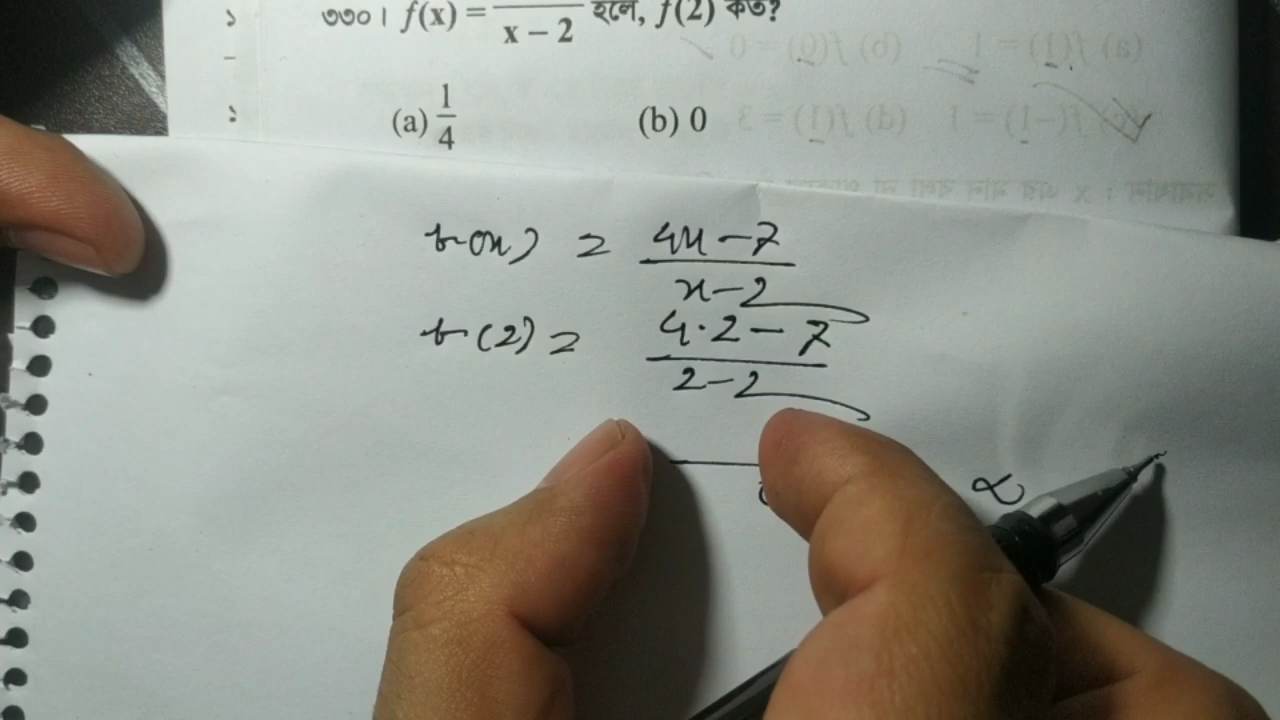 ৩৩০। f(x) = ―― x – 2 হলে, f(2) কত?
(a) 1/4 (b) 0
f(x) = 4x – 7 / x – 2
f(2) = 4·2 – 7 / 2 – 2
α